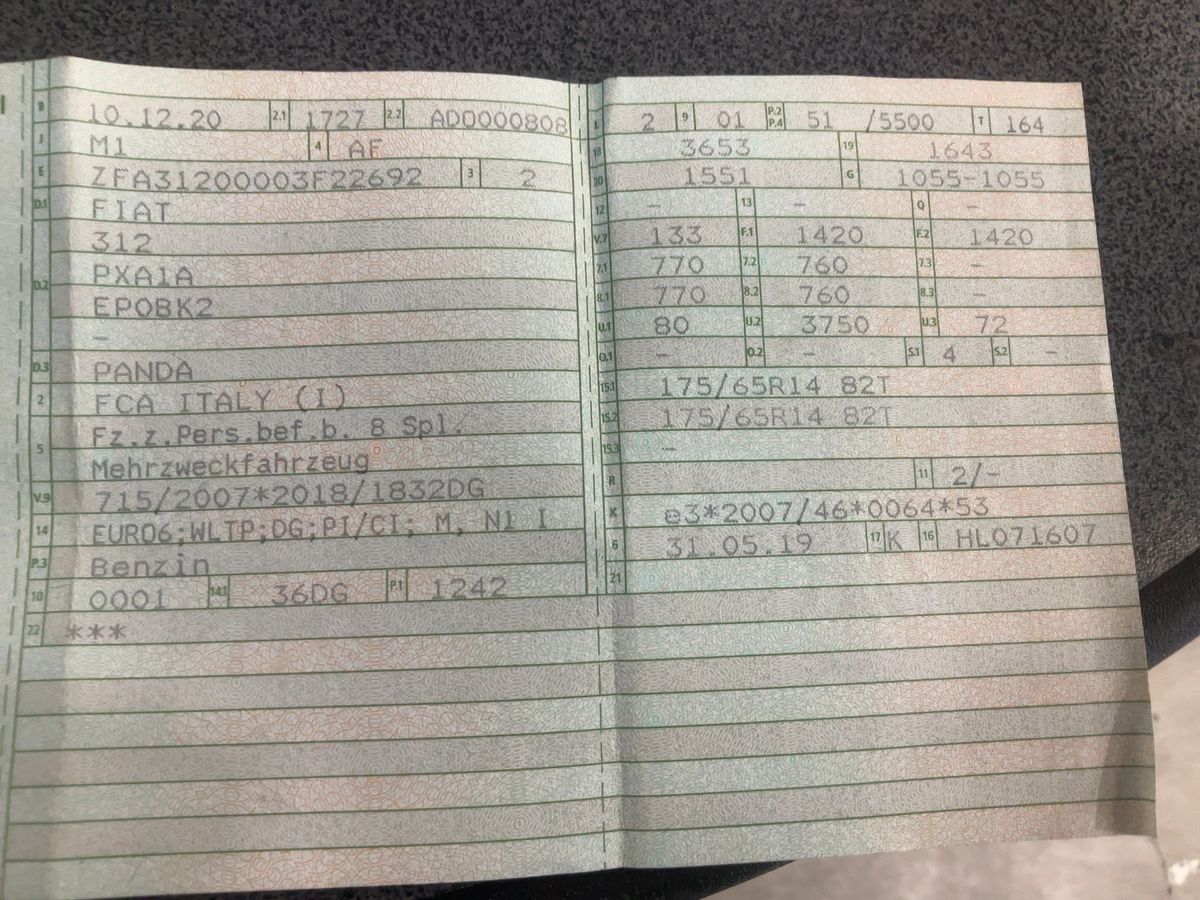 B 10.12.20 2.1 1727 2.2 AD0000808
J M1 4 AF
E ZFA31200003F22692 3 2
D.1 FIAT
312
D.2 PXA1A
EPOBK2
-
D.3 PANDA
2 FCA ITALY (I)
5 Fz.z.Pers.bef.b. 8 Spl.
Mehrzweckfahrzeug
V.9 715/2007*2018/1832DG
14 EURO6;WLTP;DG;PI/CI; M, N1 I
P.3 Benzin
10 0001 14.1 36DG P.1 1242
22 ***
L 2 9 01 P.2 P.4 51 /5500 T 164
18 3653 19 1643
20 1551 G 1055-1055
12 - 13 - Q -
V.7 133 F.1 1420 F.2 1420
7.1 770 7.2 760 7.3 -
8.1 770 8.2 760 8.3 -
U.1 80 U.2 3750 U.3 72
O.1 - O.2 - S.1 4 S.2 -
15.1 175/65R14 82T
15.2 175/65R14 82T
15.3 -
R 11 2/-
K e3*2007/46*0064*53
6 31.05.19 17 K 16 HL071607
21